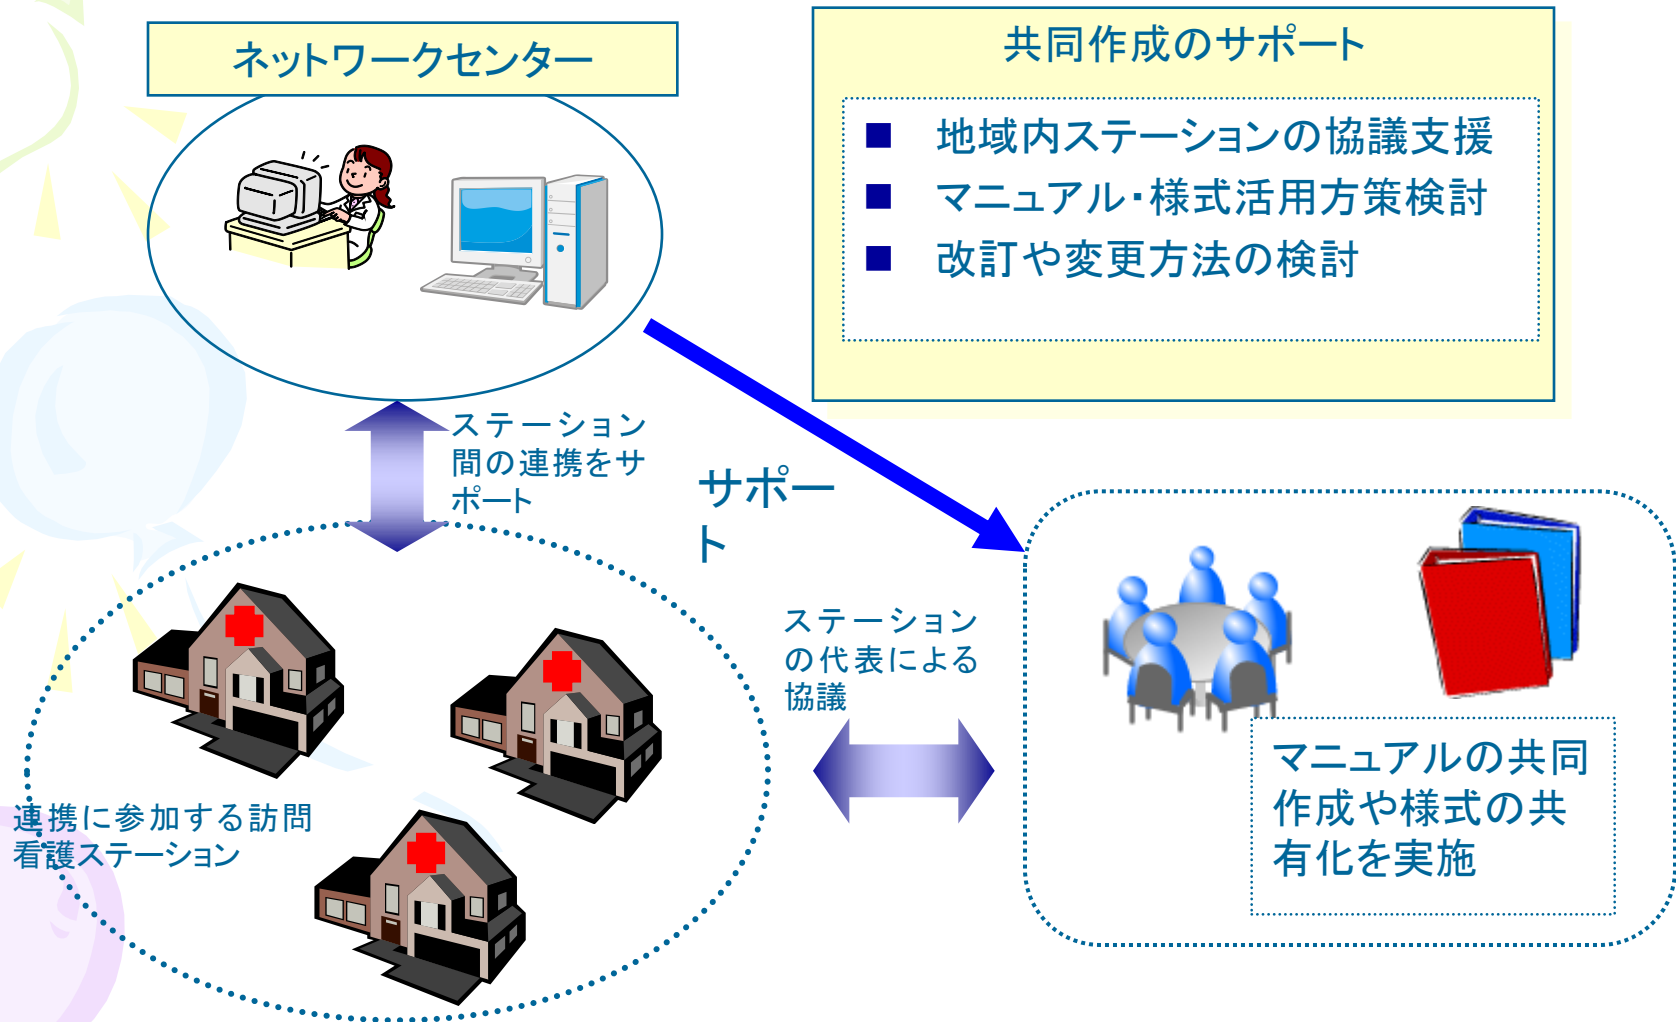 ネットワークセンター
共同作成のサポート
■ 地域内ステーションの協議支援
■ マニュアル・様式活用方策検討
■ 改訂や変更方法の検討
ステーション
間の連携をサ
ポート
サポー
ト
ステーション
の代表による
協議
連携に参加する訪問
看護ステーション
マニュアルの共同
作成や様式の共
有化を実施